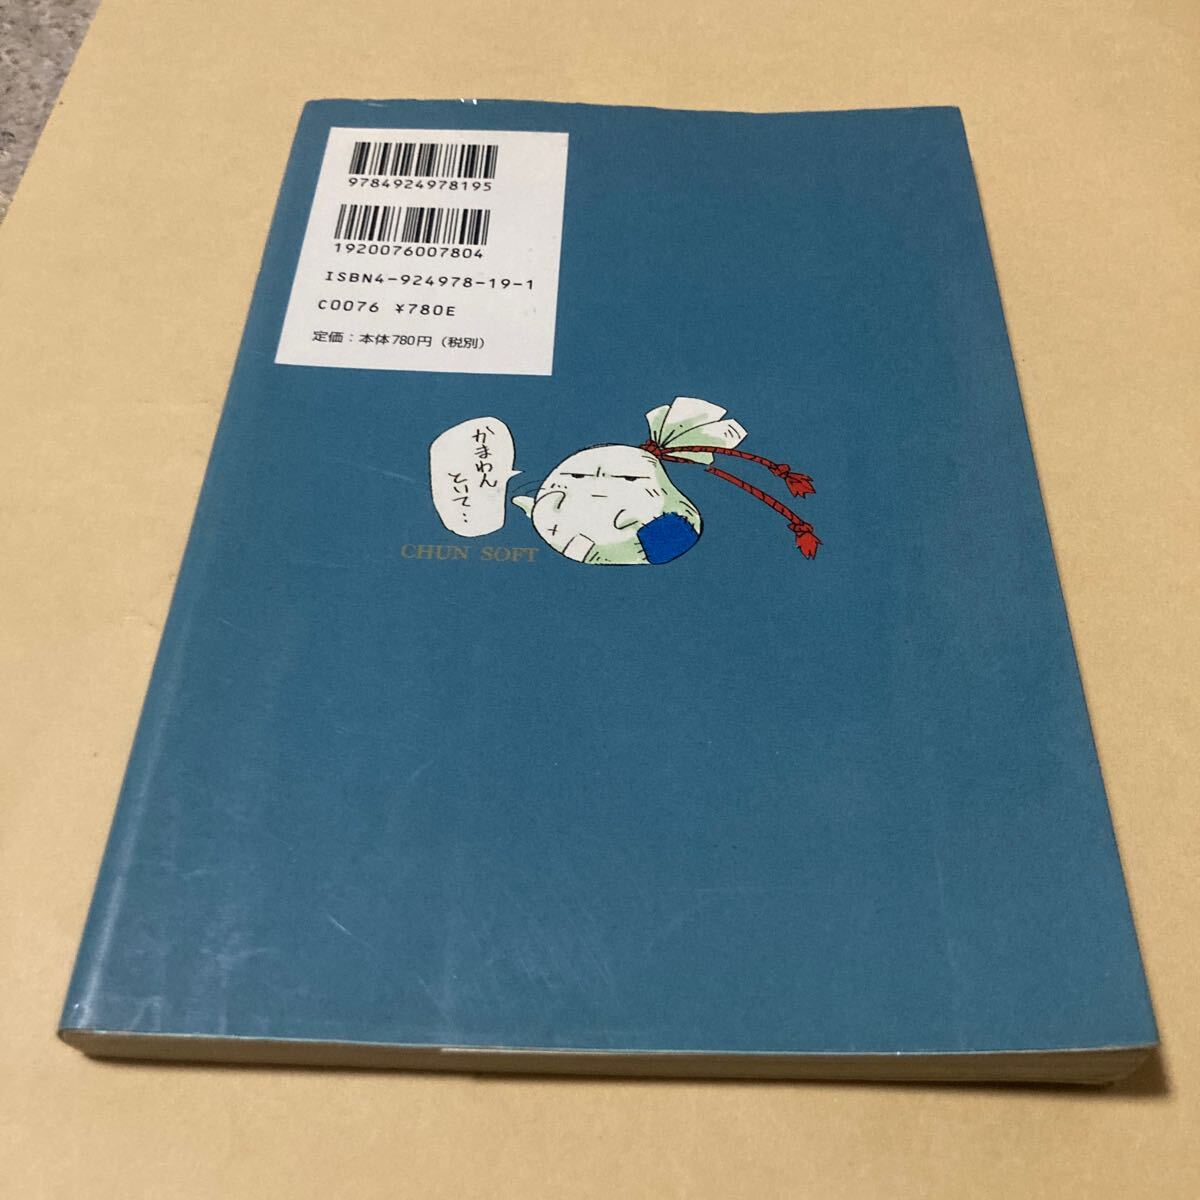 9784924978195
1920076007804
ISBN4-924978-19-1
C0076 ¥780E
定価：本体780円（税別）
かまわん
といて…
CHUN SOFT